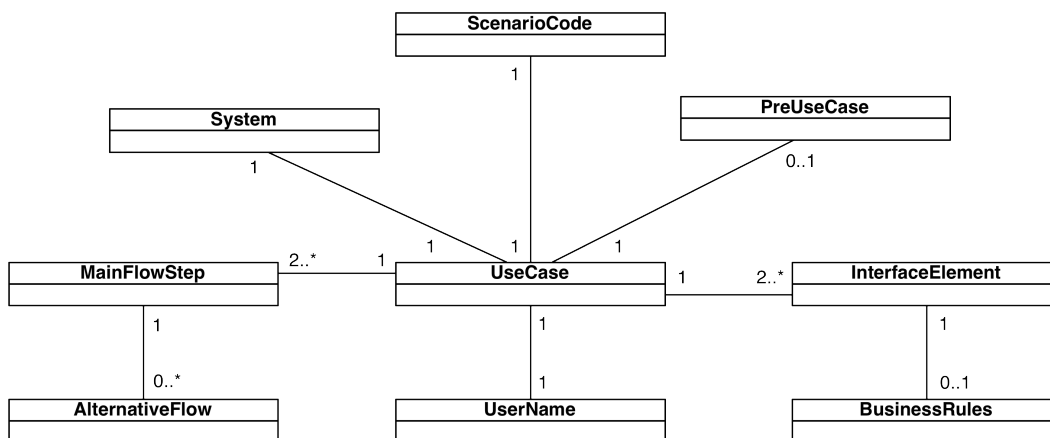 ScenarioCode
1
System
1
PreUseCase
0..1
1
1
1
MainFlowStep
2..*
1
UseCase
1
2..*
InterfaceElement
1
0..*
1
1
1
0..1
AlternativeFlow
UserName
BusinessRules